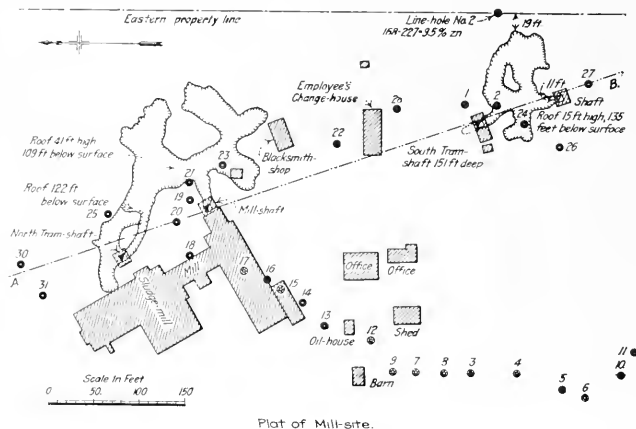 Eastern property line
Line-hole No.2
168-227=9.5% zn
19 ft.
27
11 ft
B.
Shaft
Employee's
Change-house
28
1
2
24
Roof 15 ft high, 135
feet below surface
26
C
South Tram-
shaft 151 ft deep
22
Roof 41 ft high
109 ft below surface
Blacksmith-
shop
23
21
Roof 122 ft
below surface
19
Mill-shaft
25
20
North Tram-shaft
30
A
31
18
Mill
17
16
15
14
Sludge-mill
Office
Office
13
Oil-house
12
Shed
11
Barn
9
7
8
3
4
5
6
10
Scale in Feet
0
50
100
150
Plat of Mill-site.